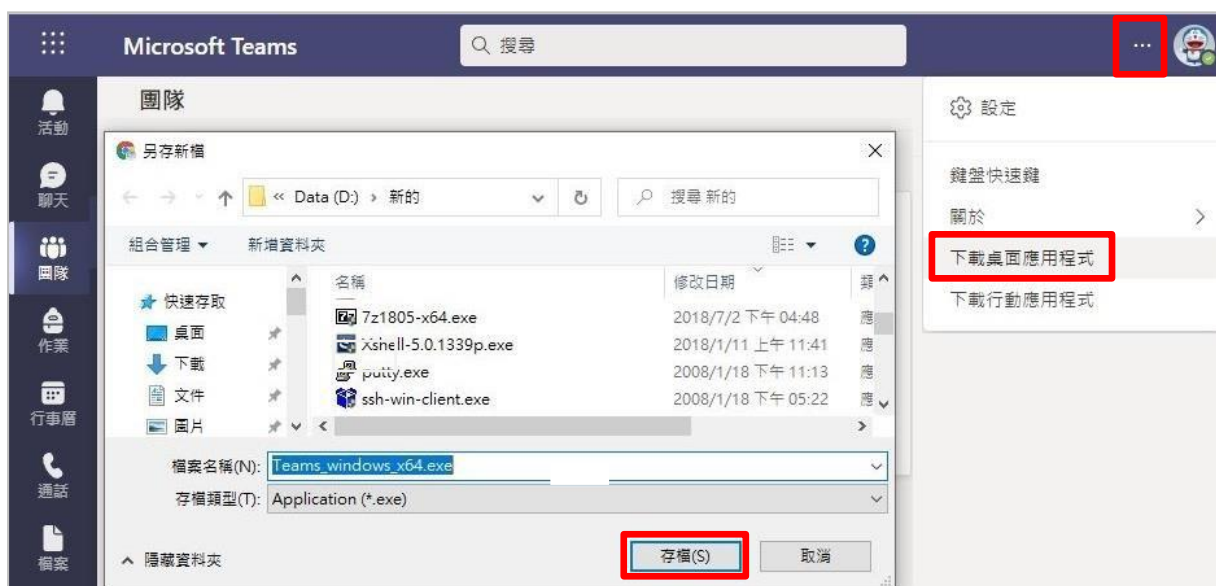 Microsoft Teams
搜尋
...
活動
聊天
團隊
作業
行事曆
通話
檔案
團隊
另存新檔
« Data (D:) › 新的
搜尋 新的
組合管理
新增資料夾
快速存取
桌面
下載
文件
圖片
名稱 修改日期 類
7z1805-x64.exe 2018/7/2 下午 04:48 應
Xshell-5.0.1339p.exe 2018/1/11 上午 11:41 應
putty.exe 2008/1/18 下午 11:13 應
ssh-win-client.exe 2008/1/18 下午 05:22 應
檔案名稱(N): Teams_windows_x64.exe
存檔類型(T): Application (*.exe)
隱藏資料夾
存檔(S)
取消
設定
鍵盤快速鍵
關於
下載桌面應用程式
下載行動應用程式